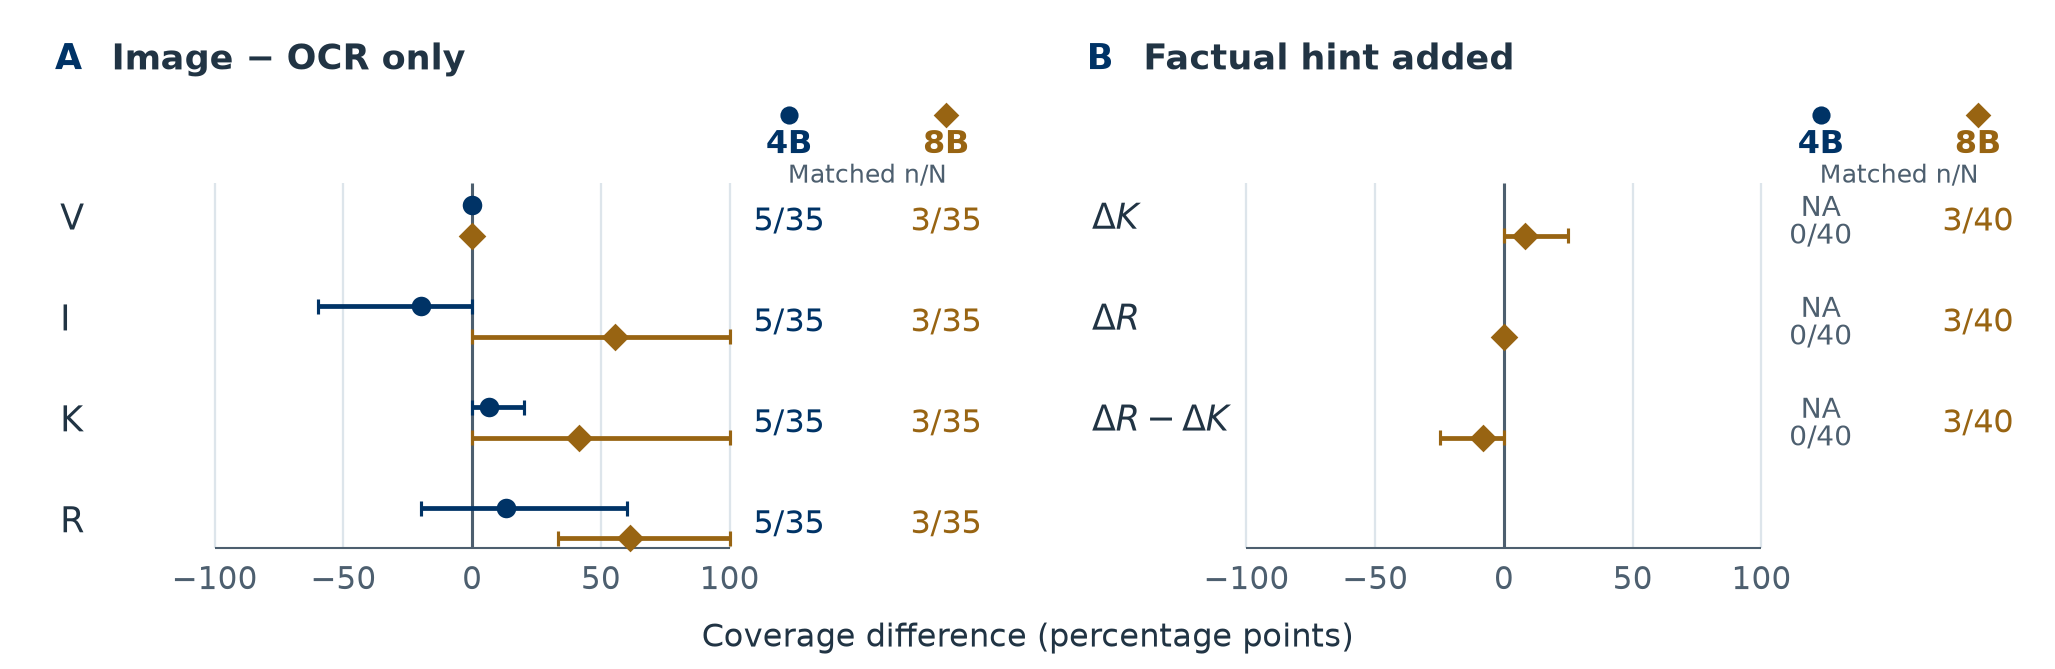 A Image − OCR only
4B 8B
Matched n/N
V 5/35 3/35
I 5/35 3/35
K 5/35 3/35
R 5/35 3/35
−100 −50 0 50 100
B Factual hint added
4B 8B
Matched n/N
ΔK NA 0/40 3/40
ΔR NA 0/40 3/40
ΔR − ΔK NA 0/40 3/40
−100 −50 0 50 100
Coverage difference (percentage points)